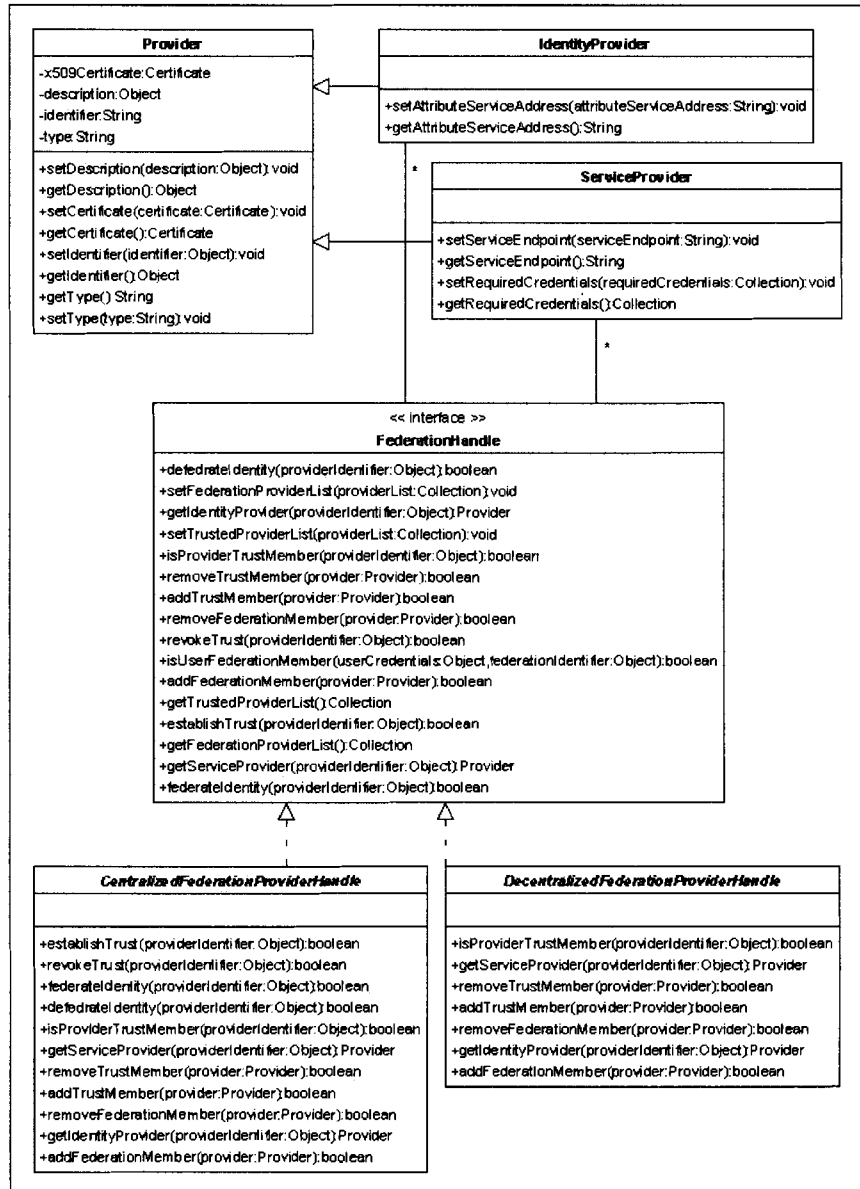 Provider
-x509Certificate:Certificate
-description:Object
-identifier:String
-type:String
+setDescription(description:Object):void
+getDescription():Object
+setCertificate(certificate:Certificate):void
+getCertificate():Certificate
+setIdentifier(identifier:Object):void
+getIdentifier():Object
+getType():String
+setType(type:String):void
IdentityProvider
+setAttributeServiceAddress(attributeServiceAddress:String):void
+getAttributeServiceAddress():String
*
ServiceProvider
+setServiceEndpoint(serviceEndpoint:String):void
+getServiceEndpoint():String
+setRequiredCredentials(requiredCredentials:Collection):void
+getRequiredCredentials():Collection
*
<< interface >>
FederationHandle
+defedrateIdentity(providerIdentifier:Object):boolean
+setFederationProviderList(providerList:Collection):void
+getIdentityProvider(providerIdentifier:Object):Provider
+setTrustedProviderList(providerList:Collection):void
+isProviderTrustMember(providerIdentifier:Object):boolean
+removeTrustMember(provider:Provider):boolean
+addTrustMember(provider:Provider):boolean
+removeFederationMember(provider:Provider):boolean
+revokeTrust(providerIdentifier:Object):boolean
+isUserFederationMember(userCredentials:Object,federationIdentifier:Object):boolean
+addFederationMember(provider:Provider):boolean
+getTrustedProviderList():Collection
+establishTrust(providerIdentifier:Object):boolean
+getFederationProviderList():Collection
+getServiceProvider(providerIdentifier:Object):Provider
+federateIdentity(providerIdentifier:Object):boolean
CentralizedFederationProviderHandle
+establishTrust(providerIdentifier:Object):boolean
+revokeTrust(providerIdentifier:Object):boolean
+federateIdentity(providerIdentifier:Object):boolean
+defedrateIdentity(providerIdentifier:Object):boolean
+isProviderTrustMember(providerIdentifier:Object):boolean
+getServiceProvider(providerIdentifier:Object):Provider
+removeTrustMember(provider:Provider):boolean
+addTrustMember(provider:Provider):boolean
+removeFederationMember(provider:Provider):boolean
+getIdentityProvider(providerIdentifier:Object):Provider
+addFederationMember(provider:Provider):boolean
DecentralizedFederationProviderHandle
+isProviderTrustMember(providerIdentifier:Object):boolean
+getServiceProvider(providerIdentifier:Object):Provider
+removeTrustMember(provider:Provider):boolean
+addTrustMember(provider:Provider):boolean
+removeFederationMember(provider:Provider):boolean
+getIdentityProvider(providerIdentifier:Object):Provider
+addFederationMember(provider:Provider):boolean